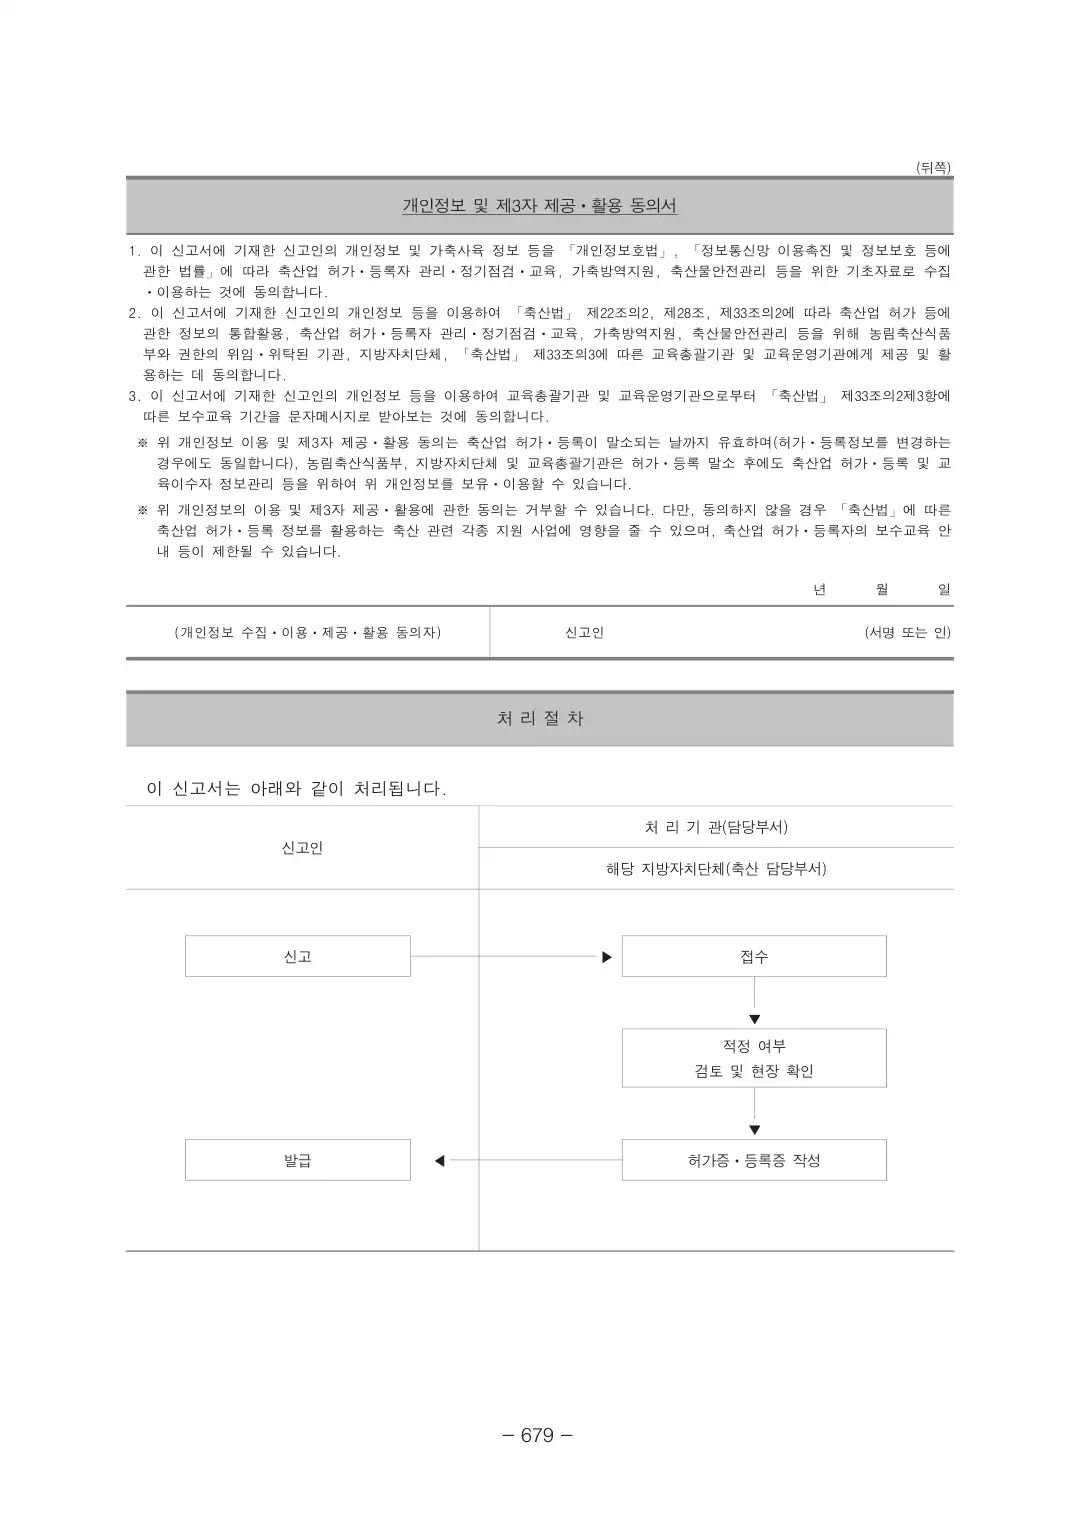 (뒤쪽)
개인정보 및 제3자 제공·활용 동의서
1. 이 신고서에 기재한 신고인의 개인정보 및 가축사육 정보 등을 「개인정보보호법」, 「정보통신망 이용촉진 및 정보보호 등에
관한 법률」에 따라 축산업 허가·등록자 관리·정기점검·교육, 가축방역지원, 축산물안전관리 등을 위한 기초자료로 수집
·이용하는 것에 동의합니다.
2. 이 신고서에 기재한 신고인의 개인정보 등을 이용하여 「축산법」 제22조의2, 제28조, 제33조의2에 따라 축산업 허가 등에
관한 정보의 통합활용, 축산업 허가·등록자 관리·정기점검·교육, 가축방역지원, 축산물안전관리 등을 위해 농림축산식품
부와 권한의 위임·위탁된 기관, 지방자치단체, 「축산법」 제33조의3에 따른 교육총괄기관 및 교육운영기관에게 제공 및 활
용하는 데 동의합니다.
3. 이 신고서에 기재한 신고인의 개인정보 등을 이용하여 교육총괄기관 및 교육운영기관으로부터 「축산법」 제33조의2제3항에
따른 보수교육 기간을 문자메시지로 받아보는 것에 동의합니다.
※ 위 개인정보 이용 및 제3자 제공·활용 동의는 축산업 허가·등록이 말소되는 날까지 유효하며(허가·등록정보를 변경하는
경우에도 동일합니다), 농림축산식품부, 지방자치단체 및 교육총괄기관은 허가·등록 말소 후에도 축산업 허가·등록 및 교
육이수자 정보관리 등을 위하여 위 개인정보를 보유·이용할 수 있습니다.
※ 위 개인정보의 이용 및 제3자 제공·활용에 관한 동의는 거부할 수 있습니다. 다만, 동의하지 않을 경우 「축산법」에 따른
축산업 허가·등록 정보를 활용하는 축산 관련 각종 지원 사업에 영향을 줄 수 있으며, 축산업 허가·등록자의 보수교육 안
내 등이 제한될 수 있습니다.
년 월 일
(개인정보 수집·이용·제공·활용 동의자) 신고인 (서명 또는 인)
처 리 절 차
이 신고서는 아래와 같이 처리됩니다.
신고인
처 리 기 관(담당부서)
해당 지방자치단체(축산 담당부서)
신고 ▶ 접수
▼
적정 여부
검토 및 현장 확인
▼
발급 ◀ 허가증·등록증 작성
– 679 –